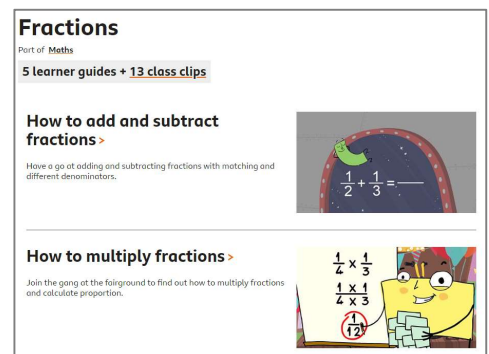 Fractions
Part of Maths
5 learner guides + 13 class clips
How to add and subtract
fractions >
Have a go at adding and subtracting fractions with matching and
different denominators.
1/2 + 1/3 = —
How to multiply fractions >
Join the gang at the fairground to find out how to multiply fractions
and calculate proportion.
1/4 x 1/3
1 x 1
4 x 3
1/12